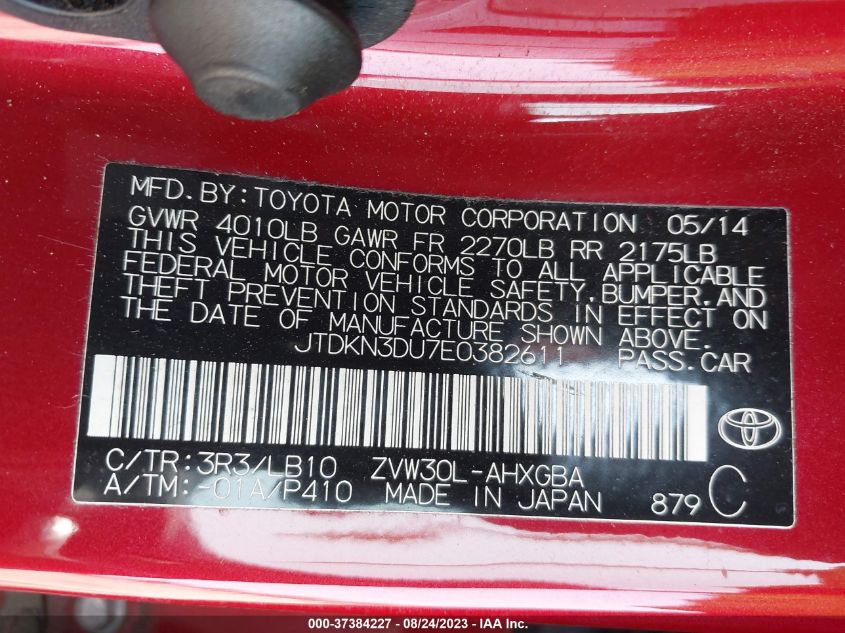 MFD. BY: TOYOTA MOTOR CORPORATION 05/14
GVWR 4010LB GAWR FR 2270LB RR 2175LB
THIS VEHICLE CONFORMS TO ALL APPLICABLE
FEDERAL MOTOR VEHICLE SAFETY, BUMPER, AND
THEFT PREVENTION STANDARDS IN EFFECT ON
THE DATE OF MANUFACTURE SHOWN ABOVE.
JTDKN3DU7E0382611 PASS. CAR
C/TR: 3R3/LB10 ZVW30L-AHXGBA
A/TM: -01A/P410 MADE IN JAPAN 879 C
000-37384227 - 08/24/2023 - Copyright © 2023 IAA, Inc.